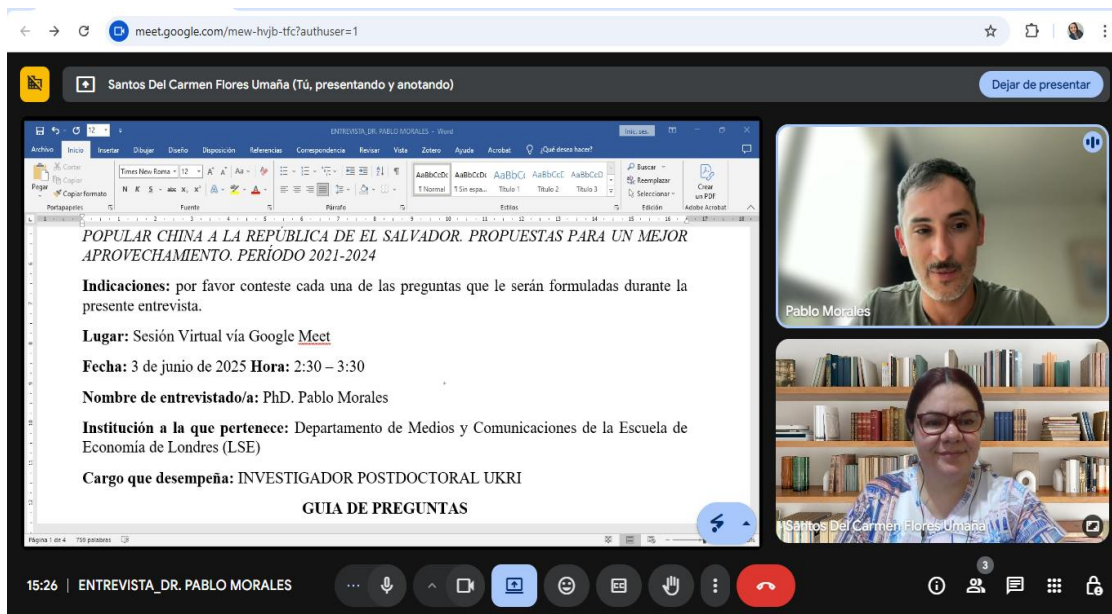 meet.google.com/mew-hvjb-tfc?authuser=1
Santos Del Carmen Flores Umaña (Tú, presentando y anotando)
Dejar de presentar
12
ENTREVISTA_DR. PABLO MORALES - Word
Inic. ses.
Archivo Inicio Insertar Dibujar Diseño Disposición Referencias Correspondencia Revisar Vista Zotero Ayuda Acrobat ¿Qué desea hacer?
Pegar
Cortar
Copiar
Copiar formato
Portapapeles
Times New Roma 12
N K S
Fuente
Párrafo
AaBbCcDc AaBbCcDc AaBbCc AaBbCcC AaBbCcD
¶ Normal ¶ Sin espa... Título 1 Título 2 Título 3
Estilos
Buscar
Reemplazar
Seleccionar
Edición
Crear un PDF
Adobe Acrobat
POPULAR CHINA A LA REPÚBLICA DE EL SALVADOR. PROPUESTAS PARA UN MEJOR
APROVECHAMIENTO. PERÍODO 2021-2024
Indicaciones: por favor conteste cada una de las preguntas que le serán formuladas durante la
presente entrevista.
Lugar: Sesión Virtual vía Google Meet
Fecha: 3 de junio de 2025 Hora: 2:30 – 3:30
Nombre de entrevistado/a: PhD. Pablo Morales
Institución a la que pertenece: Departamento de Medios y Comunicaciones de la Escuela de
Economía de Londres (LSE)
Cargo que desempeña: INVESTIGADOR POSTDOCTORAL UKRI
GUIA DE PREGUNTAS
Página 1 de 4 759 palabras
Pablo Morales
Santos Del Carmen Flores Umaña
15:26 | ENTREVISTA_DR. PABLO MORALES
3